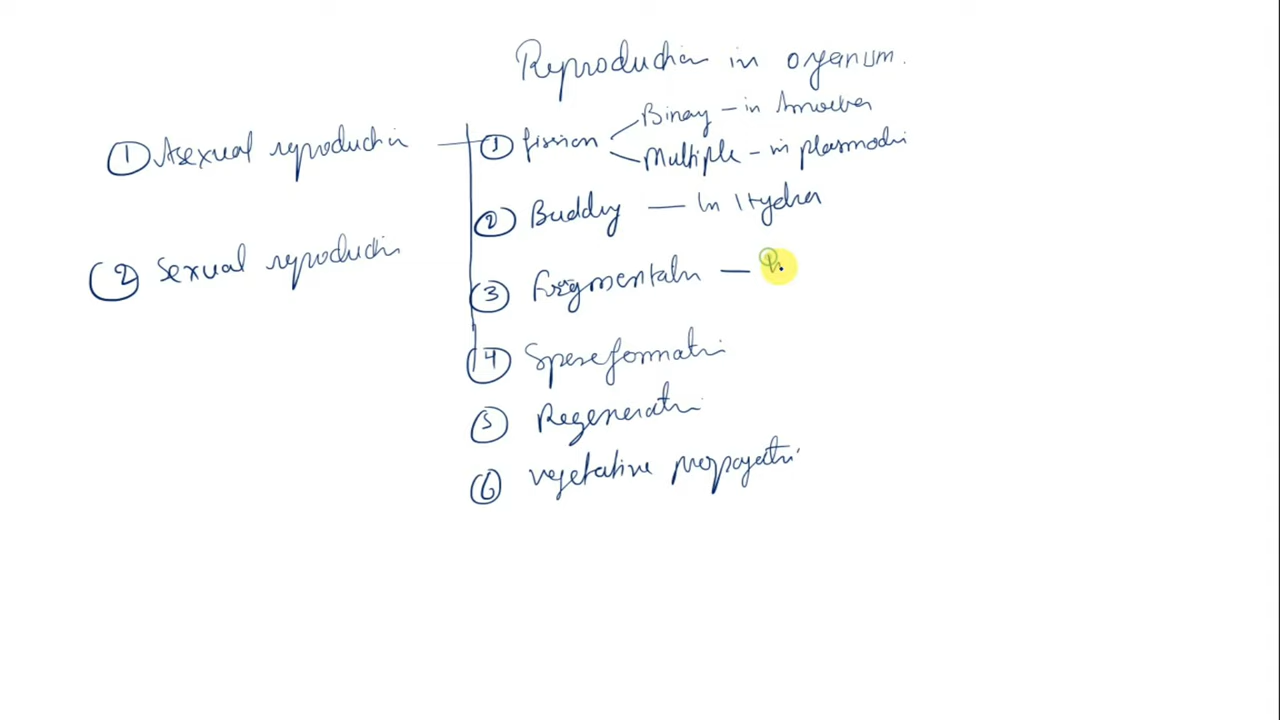 Reproduction in organism.
① Asexual reproduction
② Sexual reproduction
① fission
Binary – in Amoeba
Multiple – in plasmodi
② Budding — In Hydra
③ Fragmentation —
④ Spore formation
⑤ Regeneration
⑥ vegetative propagation